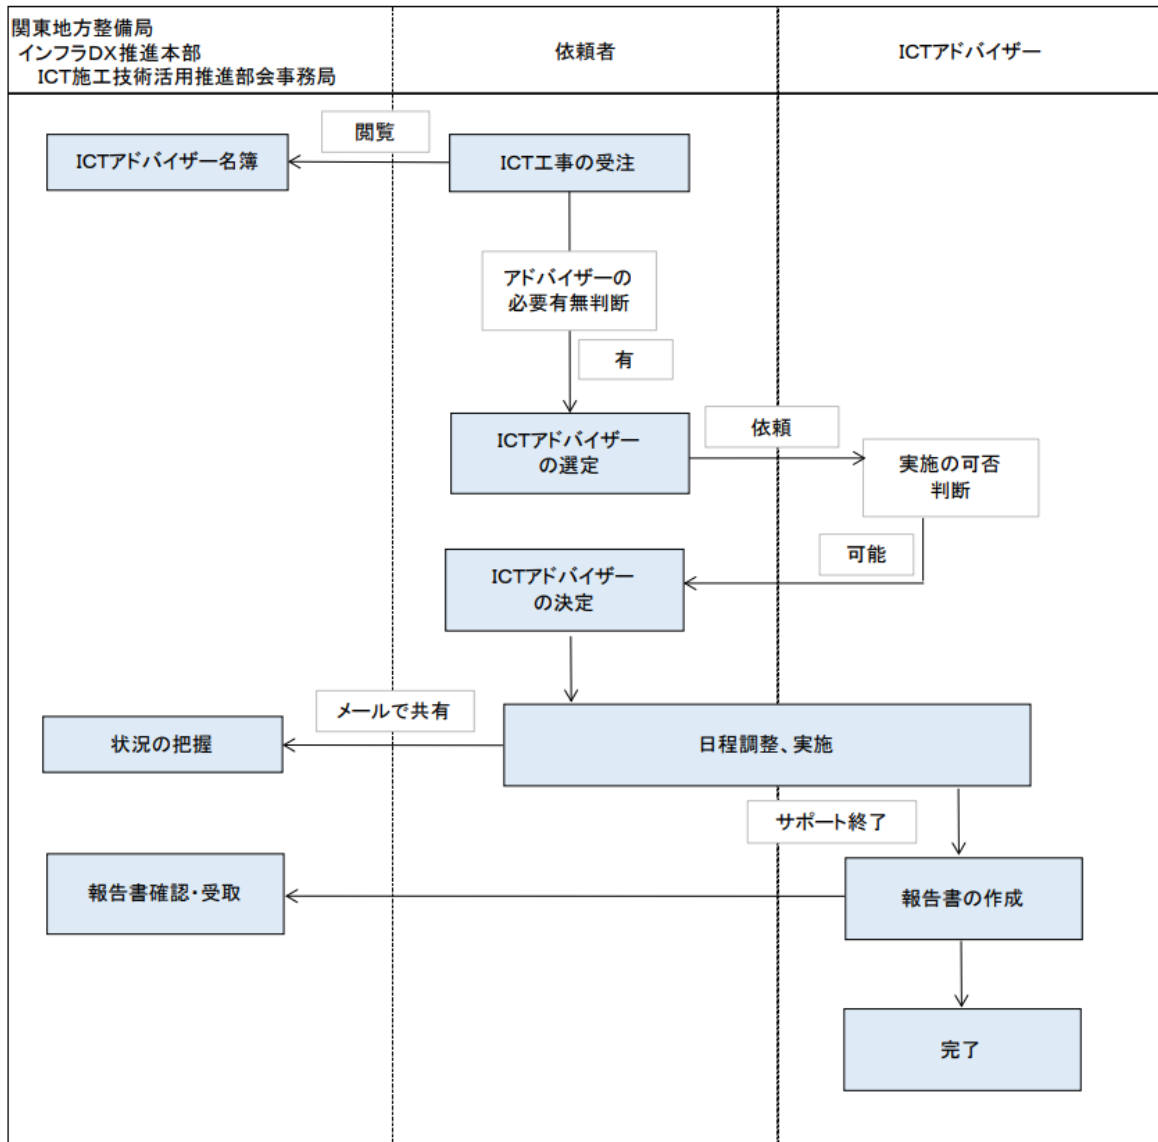 関東地方整備局
インフラDX推進本部
ICT施工技術活用推進部会事務局
依頼者
ICTアドバイザー
閲覧
ICTアドバイザー名簿
ICT工事の受注
アドバイザーの
必要有無判断
有
ICTアドバイザー
の選定
依頼
実施の可否
判断
可能
ICTアドバイザー
の決定
メールで共有
状況の把握
日程調整、実施
サポート終了
報告書確認・受取
報告書の作成
完了